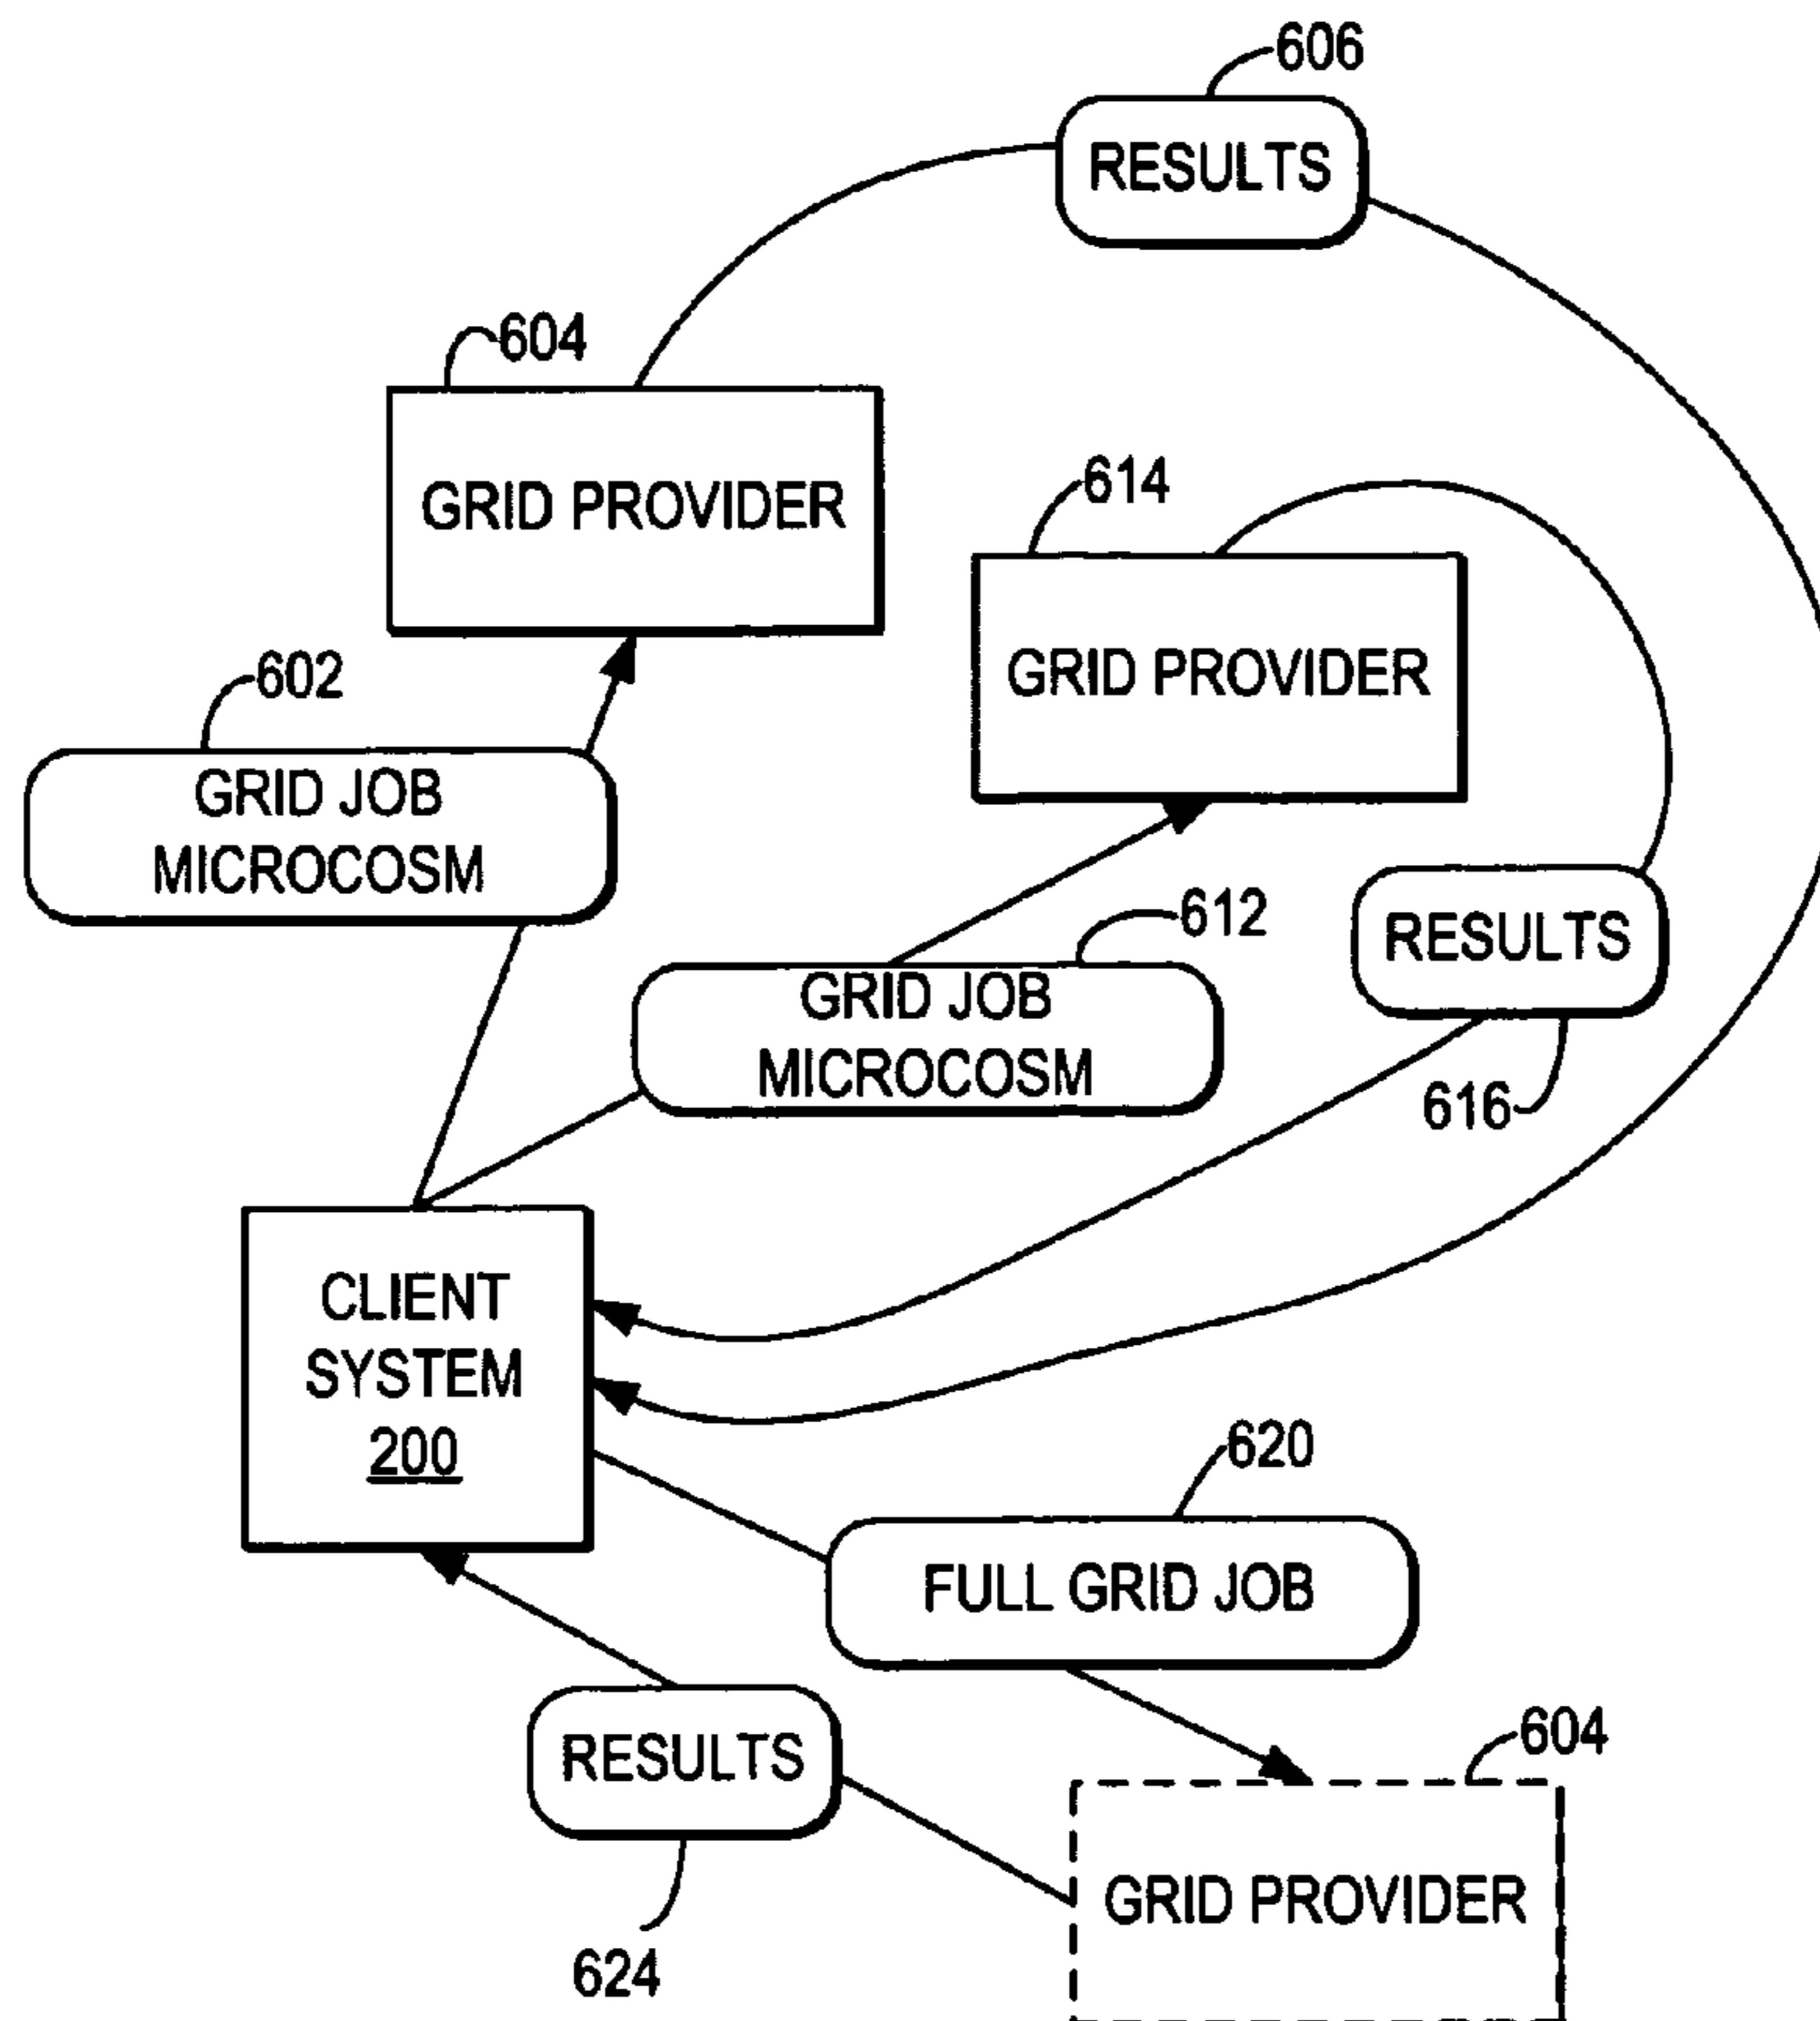 606
RESULTS
604
GRID PROVIDER
614
GRID PROVIDER
602
GRID JOB
MICROCOSM
612
GRID JOB
MICROCOSM
RESULTS
616
CLIENT
SYSTEM
200
620
FULL GRID JOB
RESULTS
624
604
GRID PROVIDER